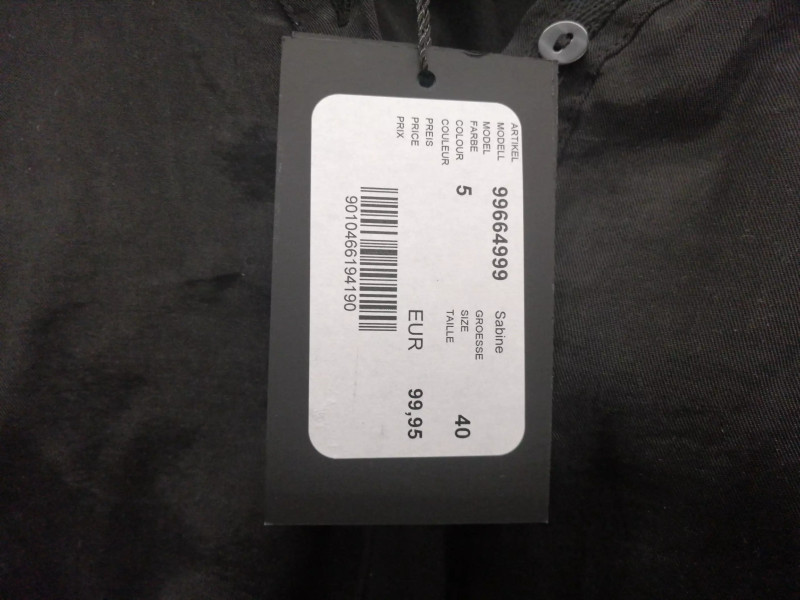 ARTIKEL
MODELL 99664999 Sabine
MODEL GROESSE
FARBE SIZE 40
COLOUR 5 TAILLE
COULEUR
PREIS EUR 99,95
PRICE
PRIX
9010466194190